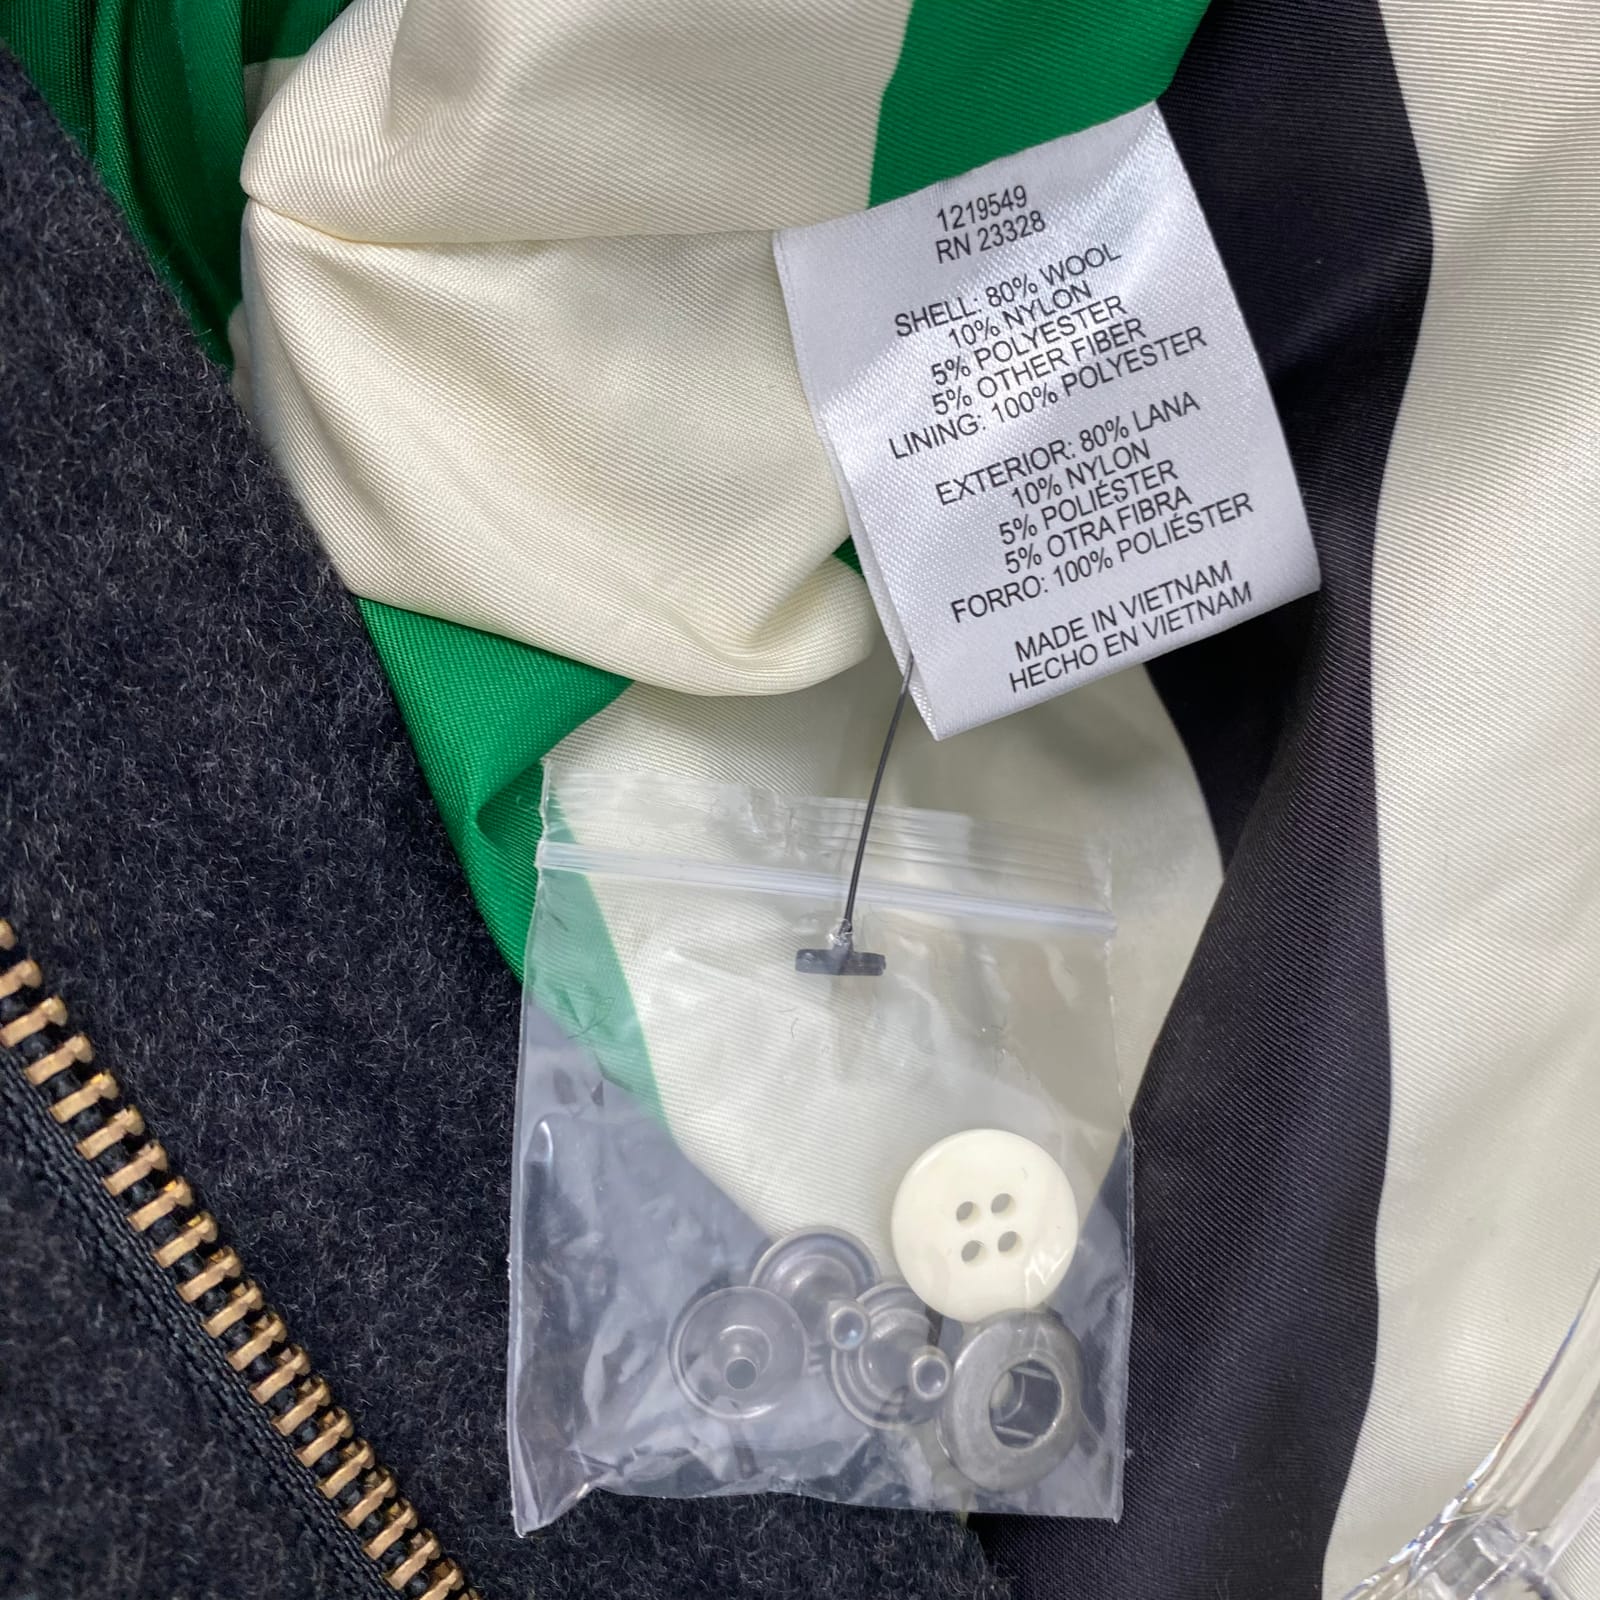 1219549
RN 23328
SHELL: 80% WOOL
10% NYLON
5% POLYESTER
5% OTHER FIBER
LINING: 100% POLYESTER
EXTERIOR: 80% LANA
10% NYLON
5% POLIÉSTER
5% OTRA FIBRA
FORRO: 100% POLIÉSTER
MADE IN VIETNAM
HECHO EN VIETNAM